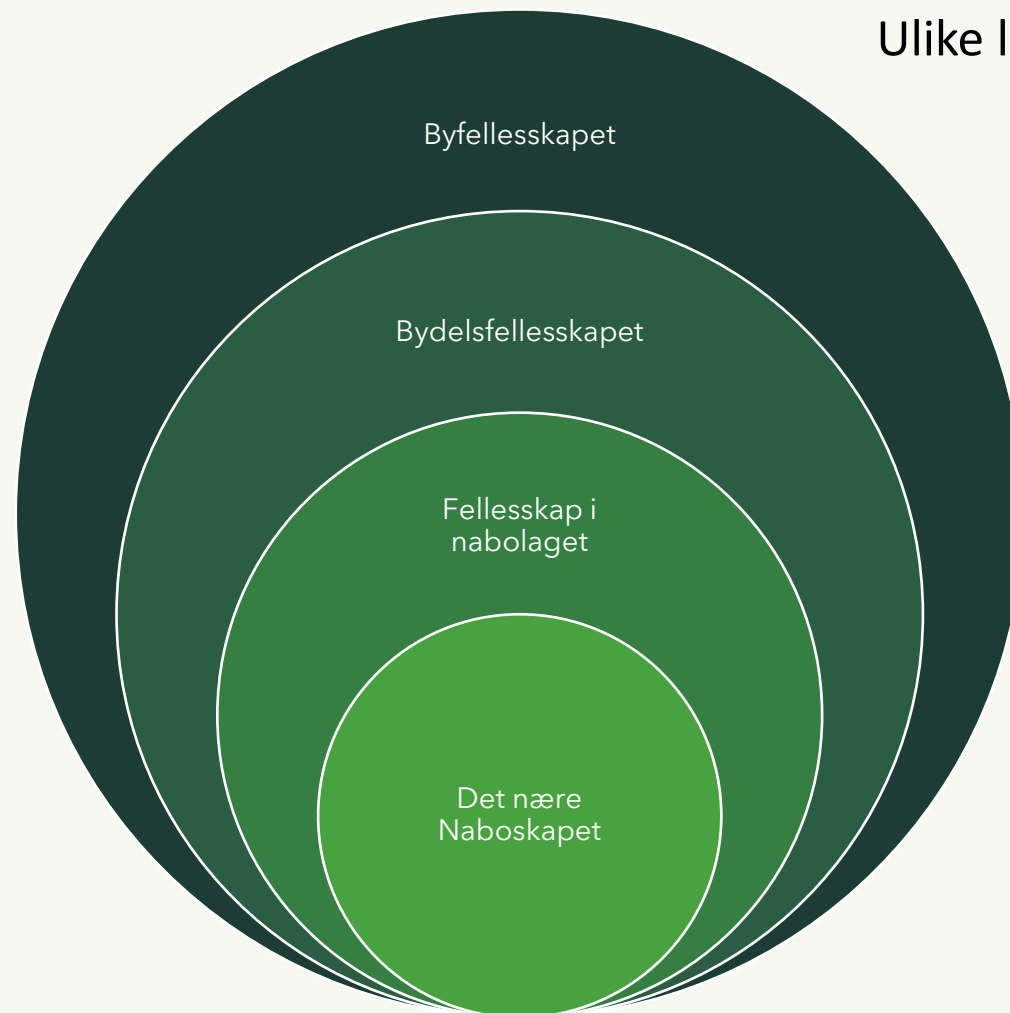 Ulike l
Byfellesskapet
Bydelsfellesskapet
Fellesskap i
nabolaget
Det nære
Naboskapet